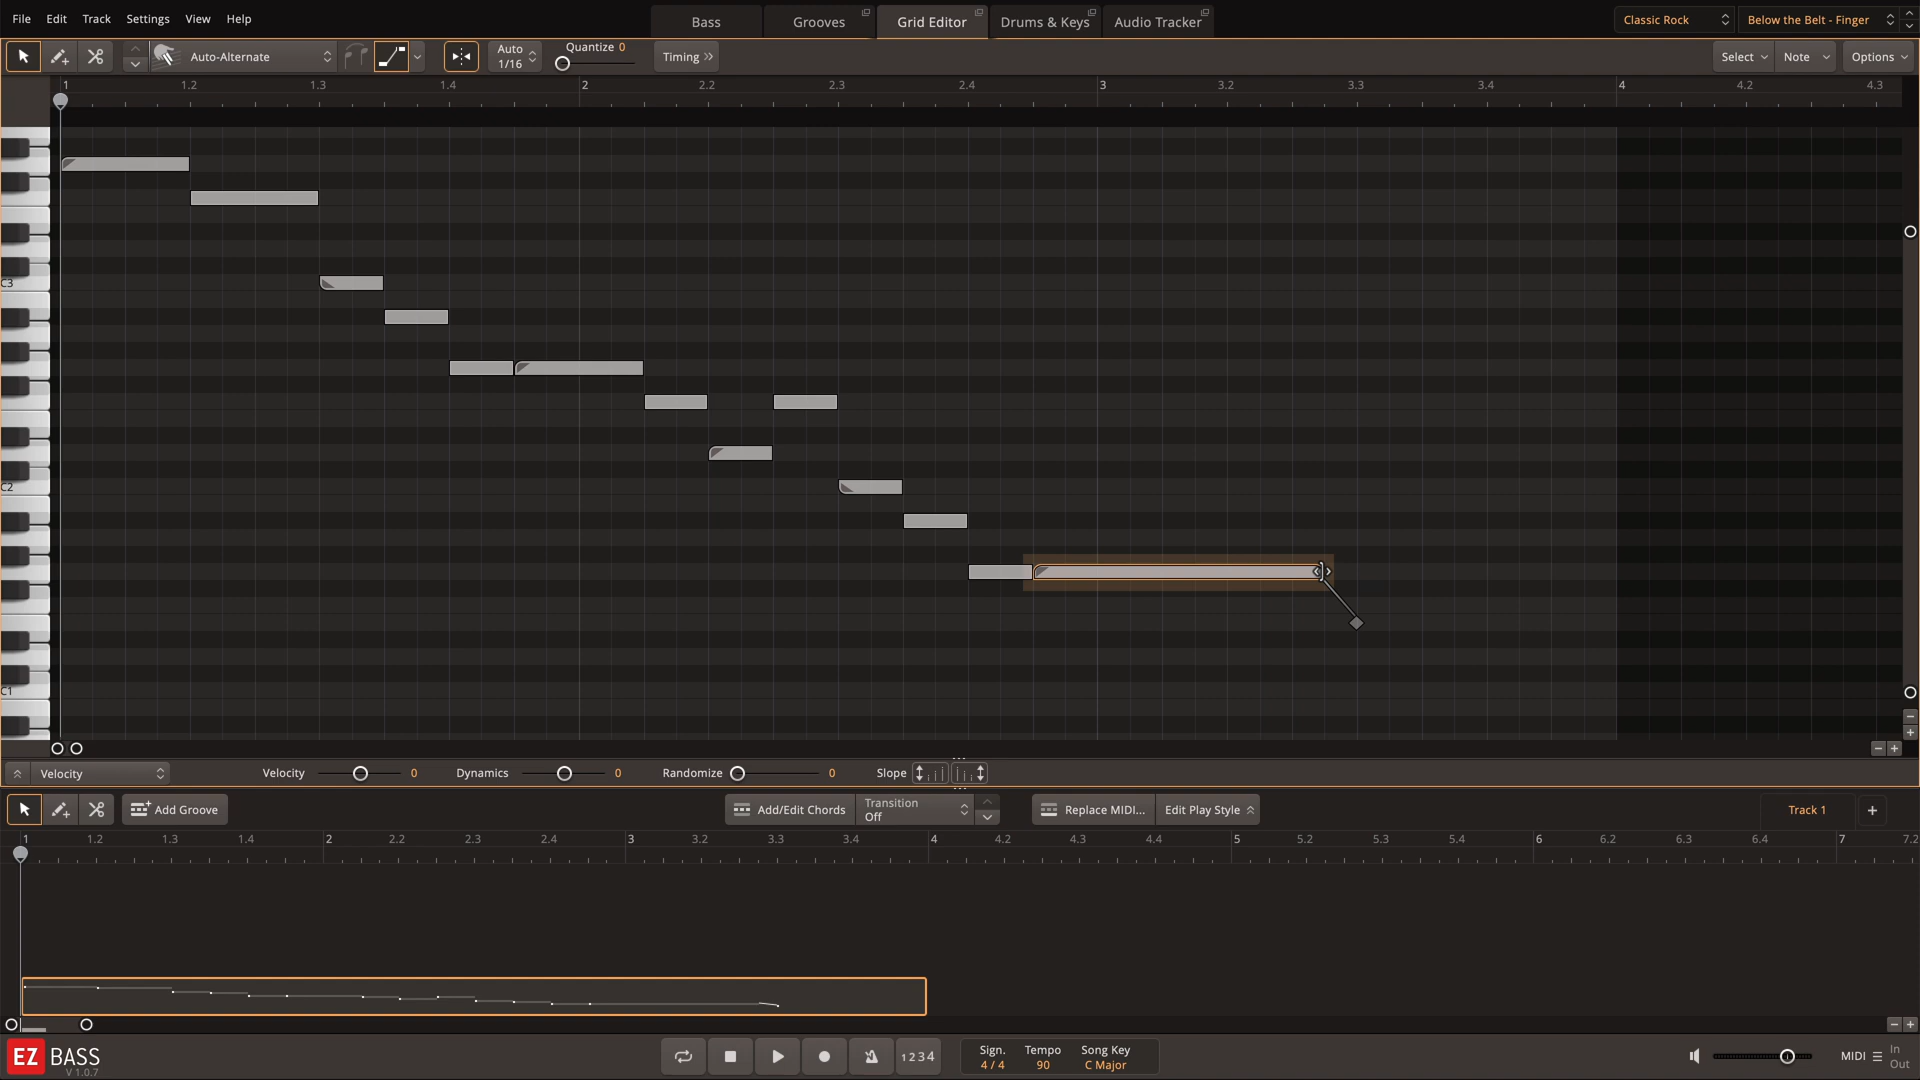 File Edit Track Settings View Help
Bass Grooves Grid Editor Drums & Keys Audio Tracker
Classic Rock Below the Belt - Finger
Auto-Alternate
Auto
1/16
Quantize 0
Timing
Select Note Options
1 1.2 1.3 1.4 2 2.2 2.3 2.4 3 3.2 3.3 3.4 4 4.2 4.3
C3
C2
C1
Velocity Velocity 0 Dynamics 0 Randomize 0 Slope
Add Groove
Add/Edit Chords
Transition
Off
Replace MIDI... Edit Play Style
Track 1
1 1.2 1.3 1.4 2 2.2 2.3 2.4 3 3.2 3.3 3.4 4 4.2 4.3 4.4 5 5.2 5.3 5.4 6 6.2 6.3 6.4 7 7.2
EZ BASS
V 1.0.7
1234
Sign. Tempo Song Key
4 / 4 90 C Major
MIDI
In
Out